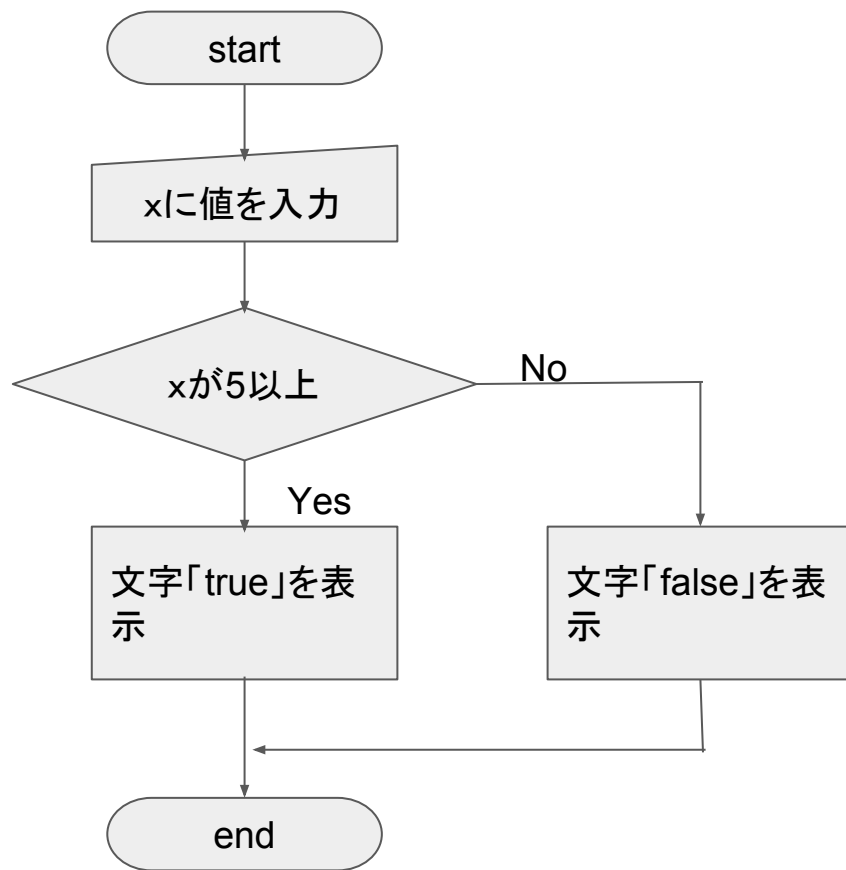 start
xに値を入力
xが5以上
No
Yes
文字「true」を表
示
文字「false」を表
示
end